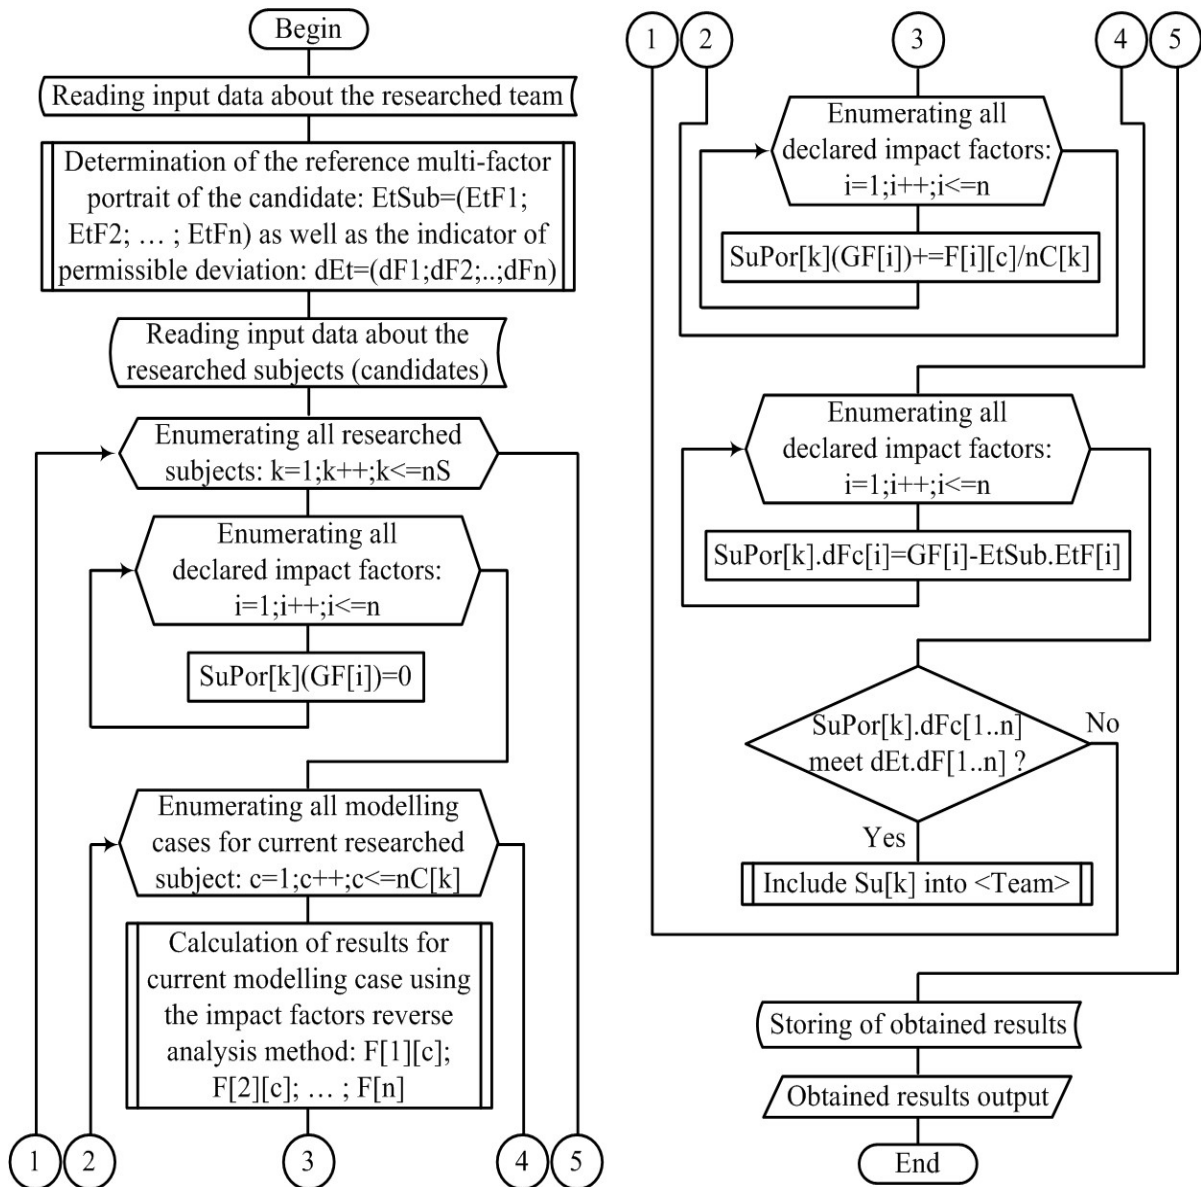 Begin
Reading input data about the researched team
Determination of the reference multi-factor
portrait of the candidate: EtSub=(EtF1;
EtF2; … ; EtFn) as well as the indicator of
permissible deviation: dEt=(dF1;dF2;..;dFn)
Reading input data about the
researched subjects (candidates)
Enumerating all researched
subjects: k=1;k++;k<=nS
Enumerating all
declared impact factors:
i=1;i++;i<=n
SuPor[k](GF[i])=0
Enumerating all modelling
cases for current researched
subject: c=1;c++;c<=nC[k]
Calculation of results for
current modelling case using
the impact factors reverse
analysis method: F[1][c];
F[2][c]; … ; F[n]
1
2
3
4
5
1
2
3
4
5
Enumerating all
declared impact factors:
i=1;i++;i<=n
SuPor[k](GF[i])+=F[i][c]/nC[k]
Enumerating all
declared impact factors:
i=1;i++;i<=n
SuPor[k].dFc[i]=GF[i]-EtSub.EtF[i]
SuPor[k].dFc[1..n]
meet dEt.dF[1..n] ?
No
Yes
Include Su[k] into <Team>
Storing of obtained results
Obtained results output
End